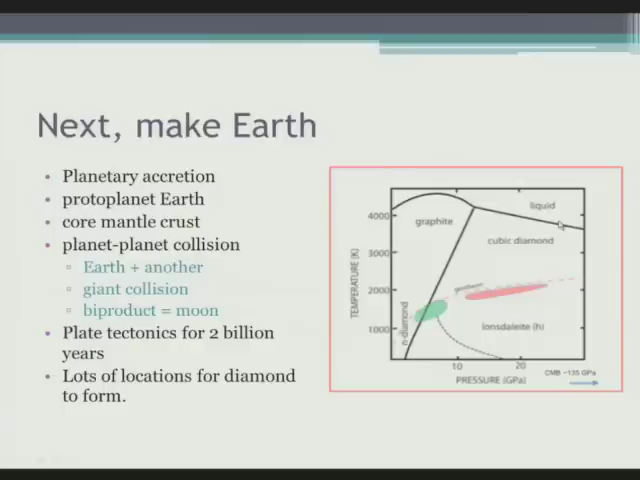 Next, make Earth
• Planetary accretion
• protoplanet Earth
• core mantle crust
• planet-planet collision
▫ Earth + another
▫ giant collision
▫ biproduct = moon
• Plate tectonics for 2 billion
years
• Lots of locations for diamond
to form.
TEMPERATURE [K]
4000
3000
2000
1000
graphite
liquid
cubic diamond
geotherm
n-diamond
lonsdaleite (h)
10
20
PRESSURE [GPa]
CMB ~135 GPa